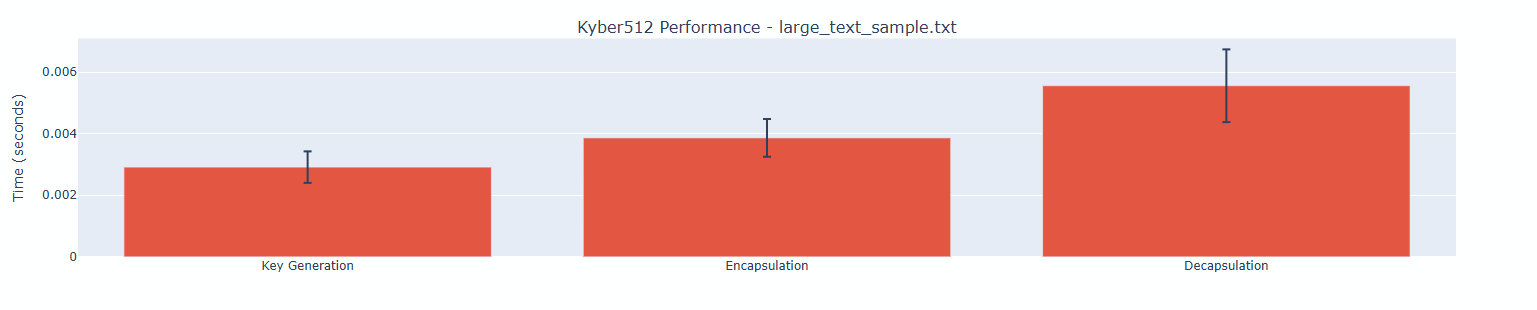 Kyber512 Performance - large_text_sample.txt
Time (seconds)
0.006
0.004
0.002
0
Key Generation
Encapsulation
Decapsulation